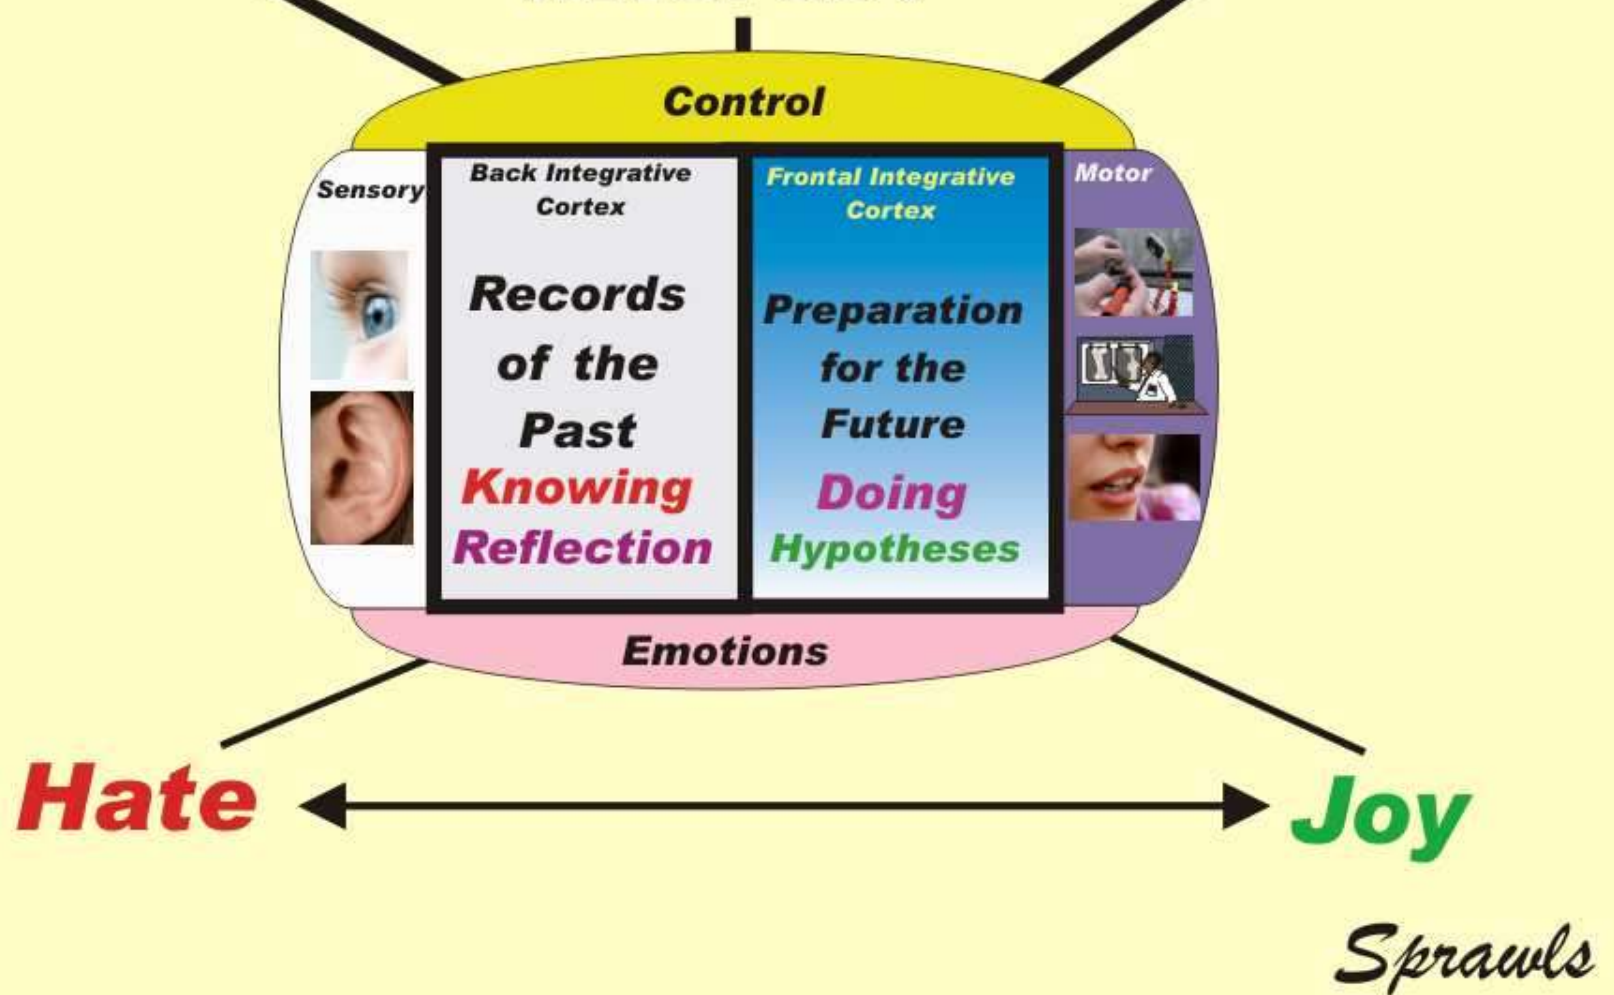 Control
Sensory
Back Integrative
Cortex
Records
of the
Past
Knowing
Reflection
Frontal Integrative
Cortex
Preparation
for the
Future
Doing
Hypotheses
Motor
Emotions
Hate
Joy
Sprawls